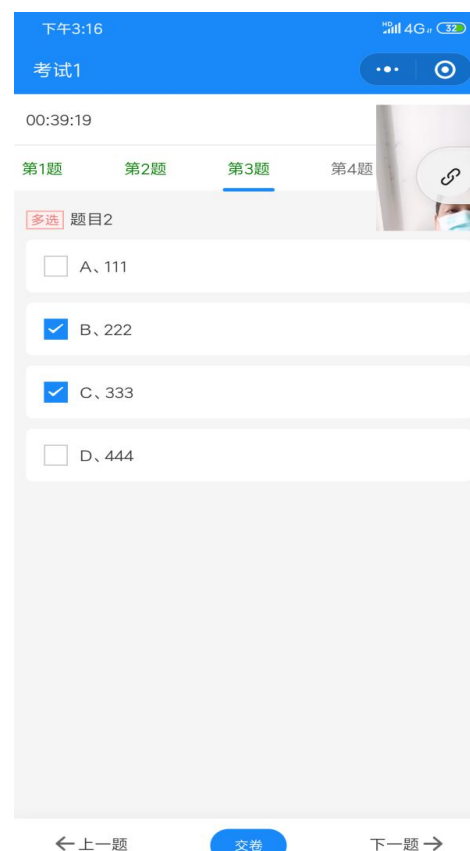 下午3:16 HD 4G 32
考试1
00:39:19
第1题 第2题 第3题 第4题
多选 题目2
A、111
B、222
C、333
D、444
上一题 交卷 下一题